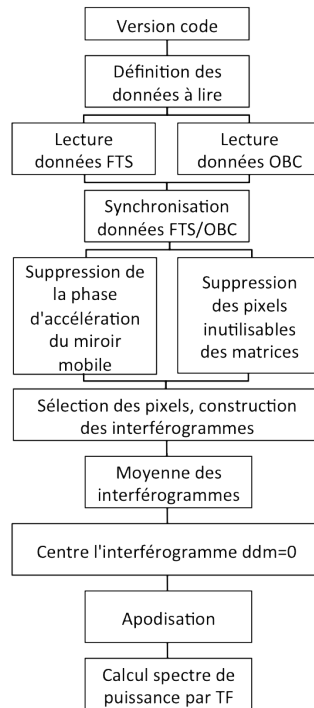 Version code
Définition des
données à lire
Lecture
données FTS
Lecture
données OBC
Synchronisation
données FTS/OBC
Suppression de
la phase
d'accélération
du miroir
mobile
Suppression
des pixels
inutilisables
des matrices
Sélection des pixels, construction
des interférogrammes
Moyenne des
interférogrammes
Centre l'interférogramme ddm=0
Apodisation
Calcul spectre de
puissance par TF